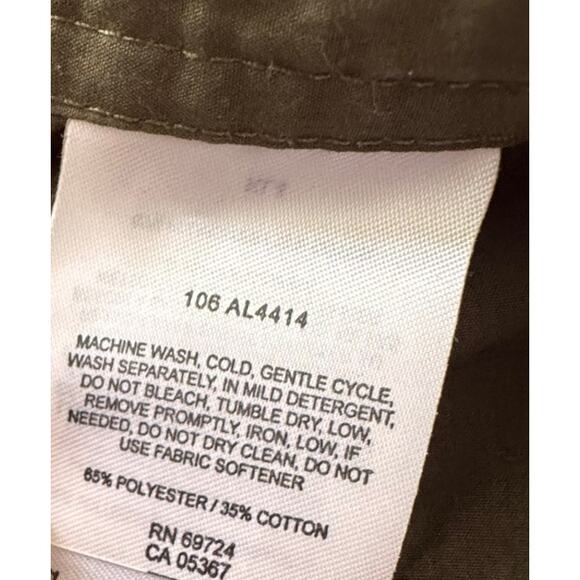 106 AL4414
MACHINE WASH, COLD, GENTLE CYCLE,
WASH SEPARATELY, IN MILD DETERGENT,
DO NOT BLEACH, TUMBLE DRY, LOW,
REMOVE PROMPTLY, IRON, LOW, IF
NEEDED, DO NOT DRY CLEAN, DO NOT
USE FABRIC SOFTENER
65% POLYESTER / 35% COTTON
RN 69724
CA 05367